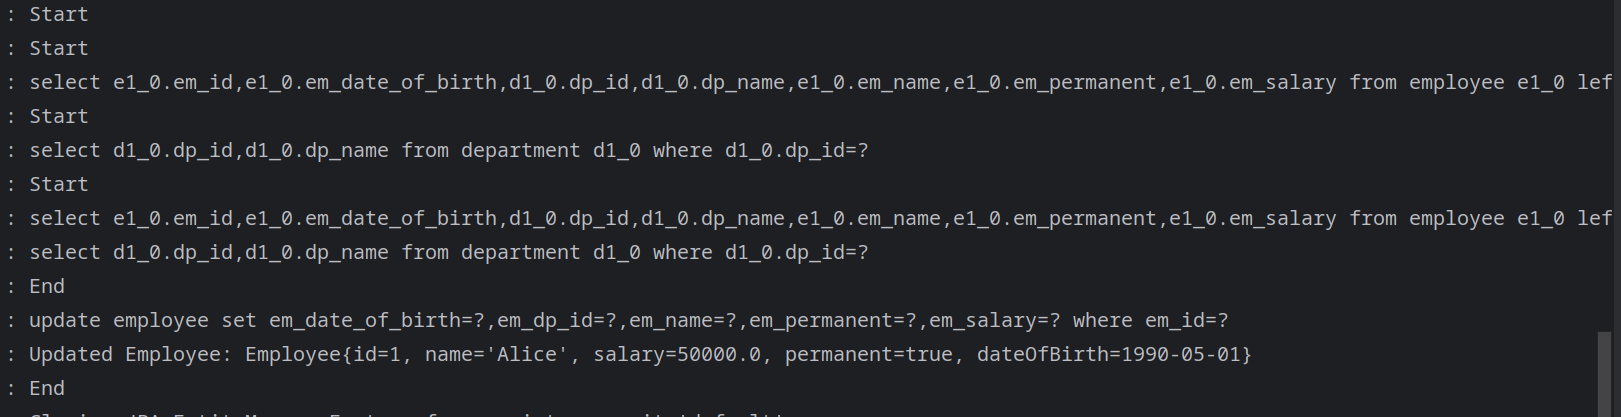 : Start
: Start
: select e1_0.em_id,e1_0.em_date_of_birth,d1_0.dp_id,d1_0.dp_name,e1_0.em_name,e1_0.em_permanent,e1_0.em_salary from employee e1_0 lef
: Start
: select d1_0.dp_id,d1_0.dp_name from department d1_0 where d1_0.dp_id=?
: Start
: select e1_0.em_id,e1_0.em_date_of_birth,d1_0.dp_id,d1_0.dp_name,e1_0.em_name,e1_0.em_permanent,e1_0.em_salary from employee e1_0 lef
: select d1_0.dp_id,d1_0.dp_name from department d1_0 where d1_0.dp_id=?
: End
: update employee set em_date_of_birth=?,em_dp_id=?,em_name=?,em_permanent=?,em_salary=? where em_id=?
: Updated Employee: Employee{id=1, name='Alice', salary=50000.0, permanent=true, dateOfBirth=1990-05-01}
: End